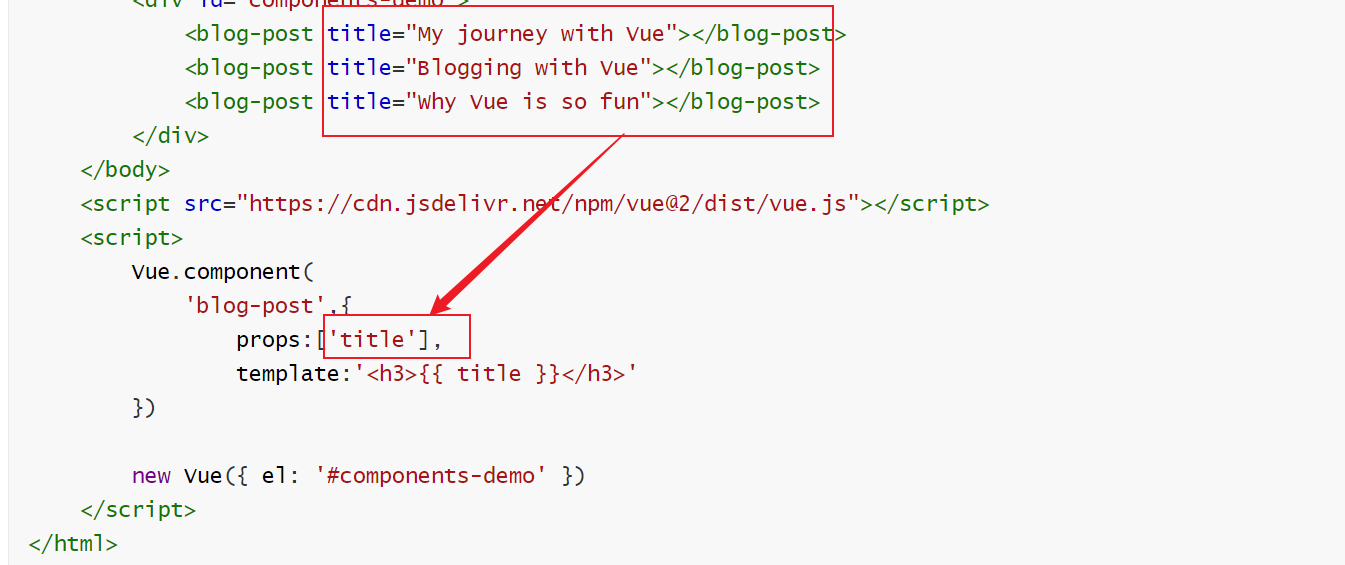 <div id="components-demo">
<blog-post title="My journey with Vue"></blog-post>
<blog-post title="Blogging with Vue"></blog-post>
<blog-post title="Why Vue is so fun"></blog-post>
</div>
</body>
<script src="https://cdn.jsdelivr.net/npm/vue@2/dist/vue.js"></script>
<script>
Vue.component(
'blog-post',{
props:['title'],
template:'<h3>{{ title }}</h3>'
})
new Vue({ el: '#components-demo' })
</script>
</html>